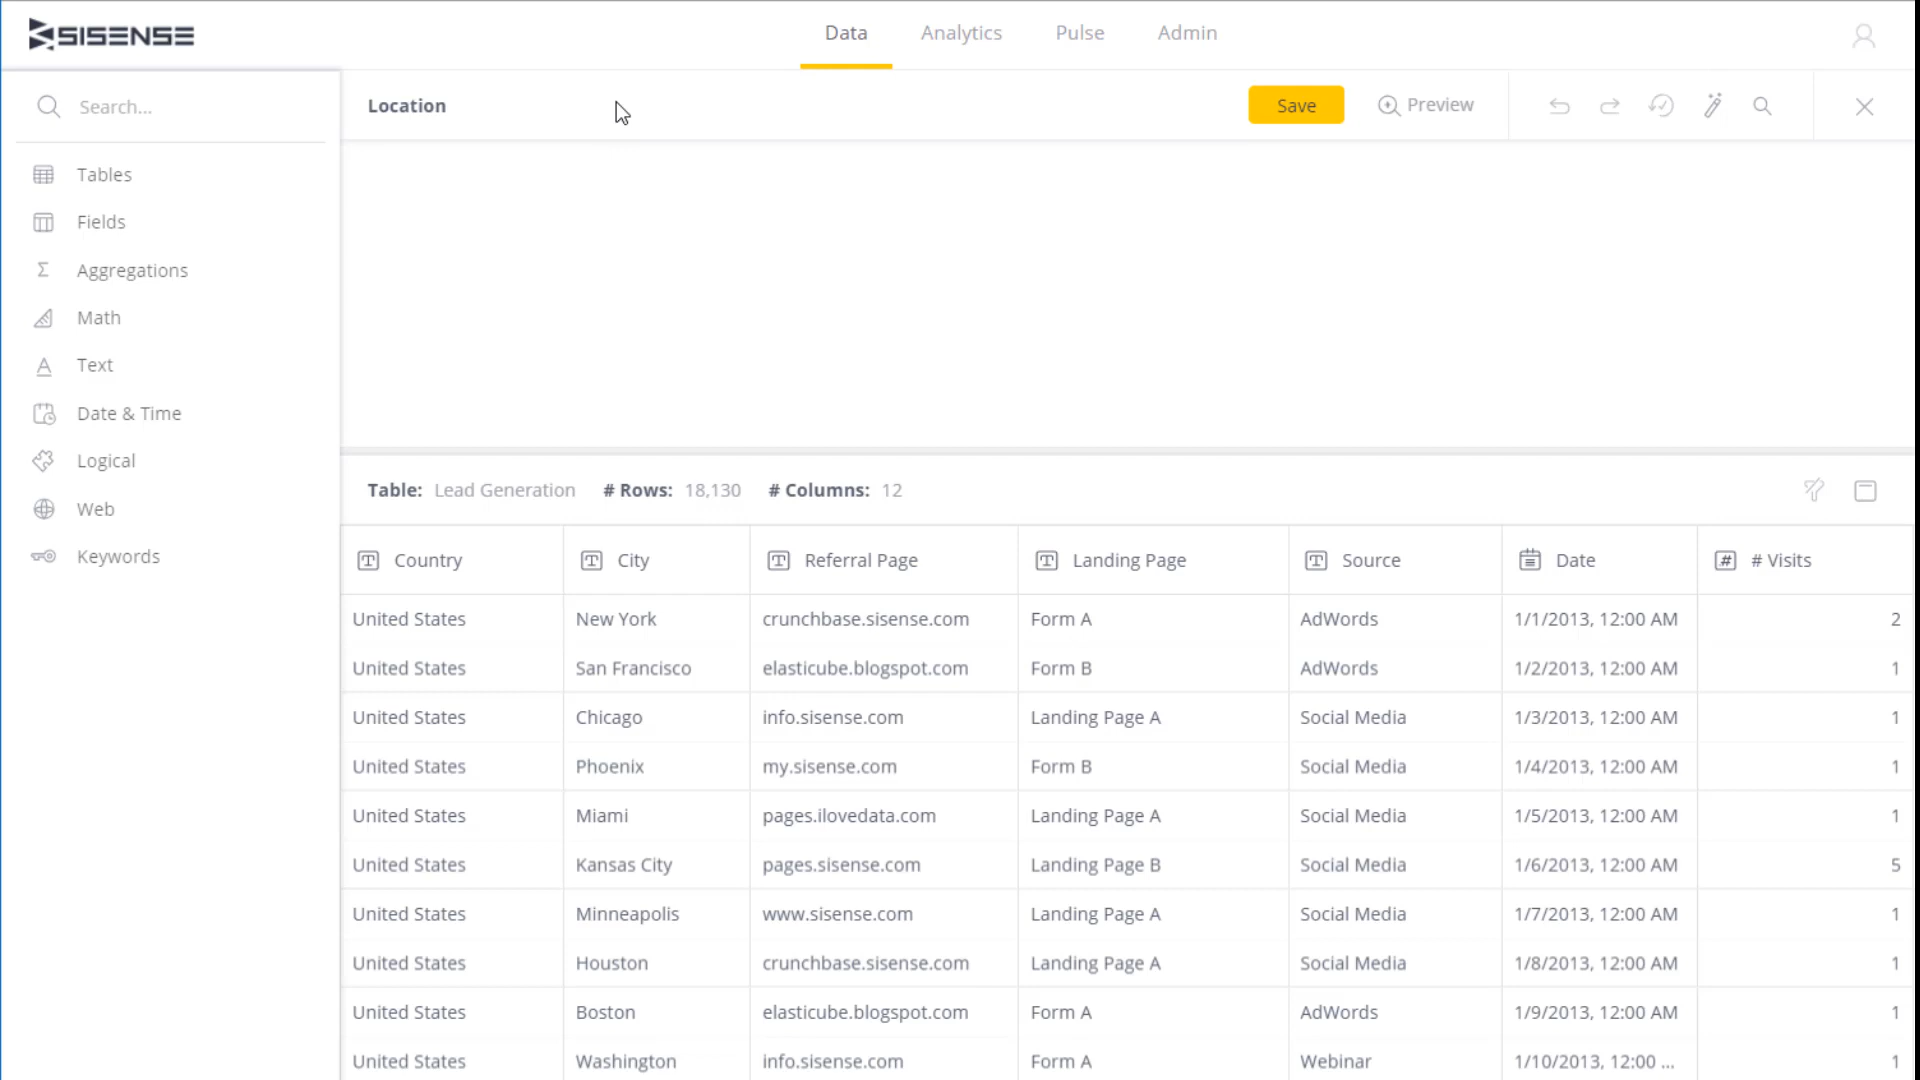 SISENSE
Data Analytics Pulse Admin
Search...
Location
Save
Preview
Tables
Fields
Aggregations
Math
Text
Date & Time
Logical
Web
Keywords
Table: Lead Generation # Rows: 18,130 # Columns: 12
Country City Referral Page Landing Page Source Date # Visits
United States New York crunchbase.sisense.com Form A AdWords 1/1/2013, 12:00 AM 2
United States San Francisco elasticube.blogspot.com Form B AdWords 1/2/2013, 12:00 AM 1
United States Chicago info.sisense.com Landing Page A Social Media 1/3/2013, 12:00 AM 1
United States Phoenix my.sisense.com Form B Social Media 1/4/2013, 12:00 AM 1
United States Miami pages.ilovedata.com Landing Page A Social Media 1/5/2013, 12:00 AM 1
United States Kansas City pages.sisense.com Landing Page B Social Media 1/6/2013, 12:00 AM 5
United States Minneapolis www.sisense.com Landing Page A Social Media 1/7/2013, 12:00 AM 1
United States Houston crunchbase.sisense.com Landing Page A Social Media 1/8/2013, 12:00 AM 1
United States Boston elasticube.blogspot.com Form A AdWords 1/9/2013, 12:00 AM 1
United States Washington info.sisense.com Form A Webinar 1/10/2013, 12:00 ... 1